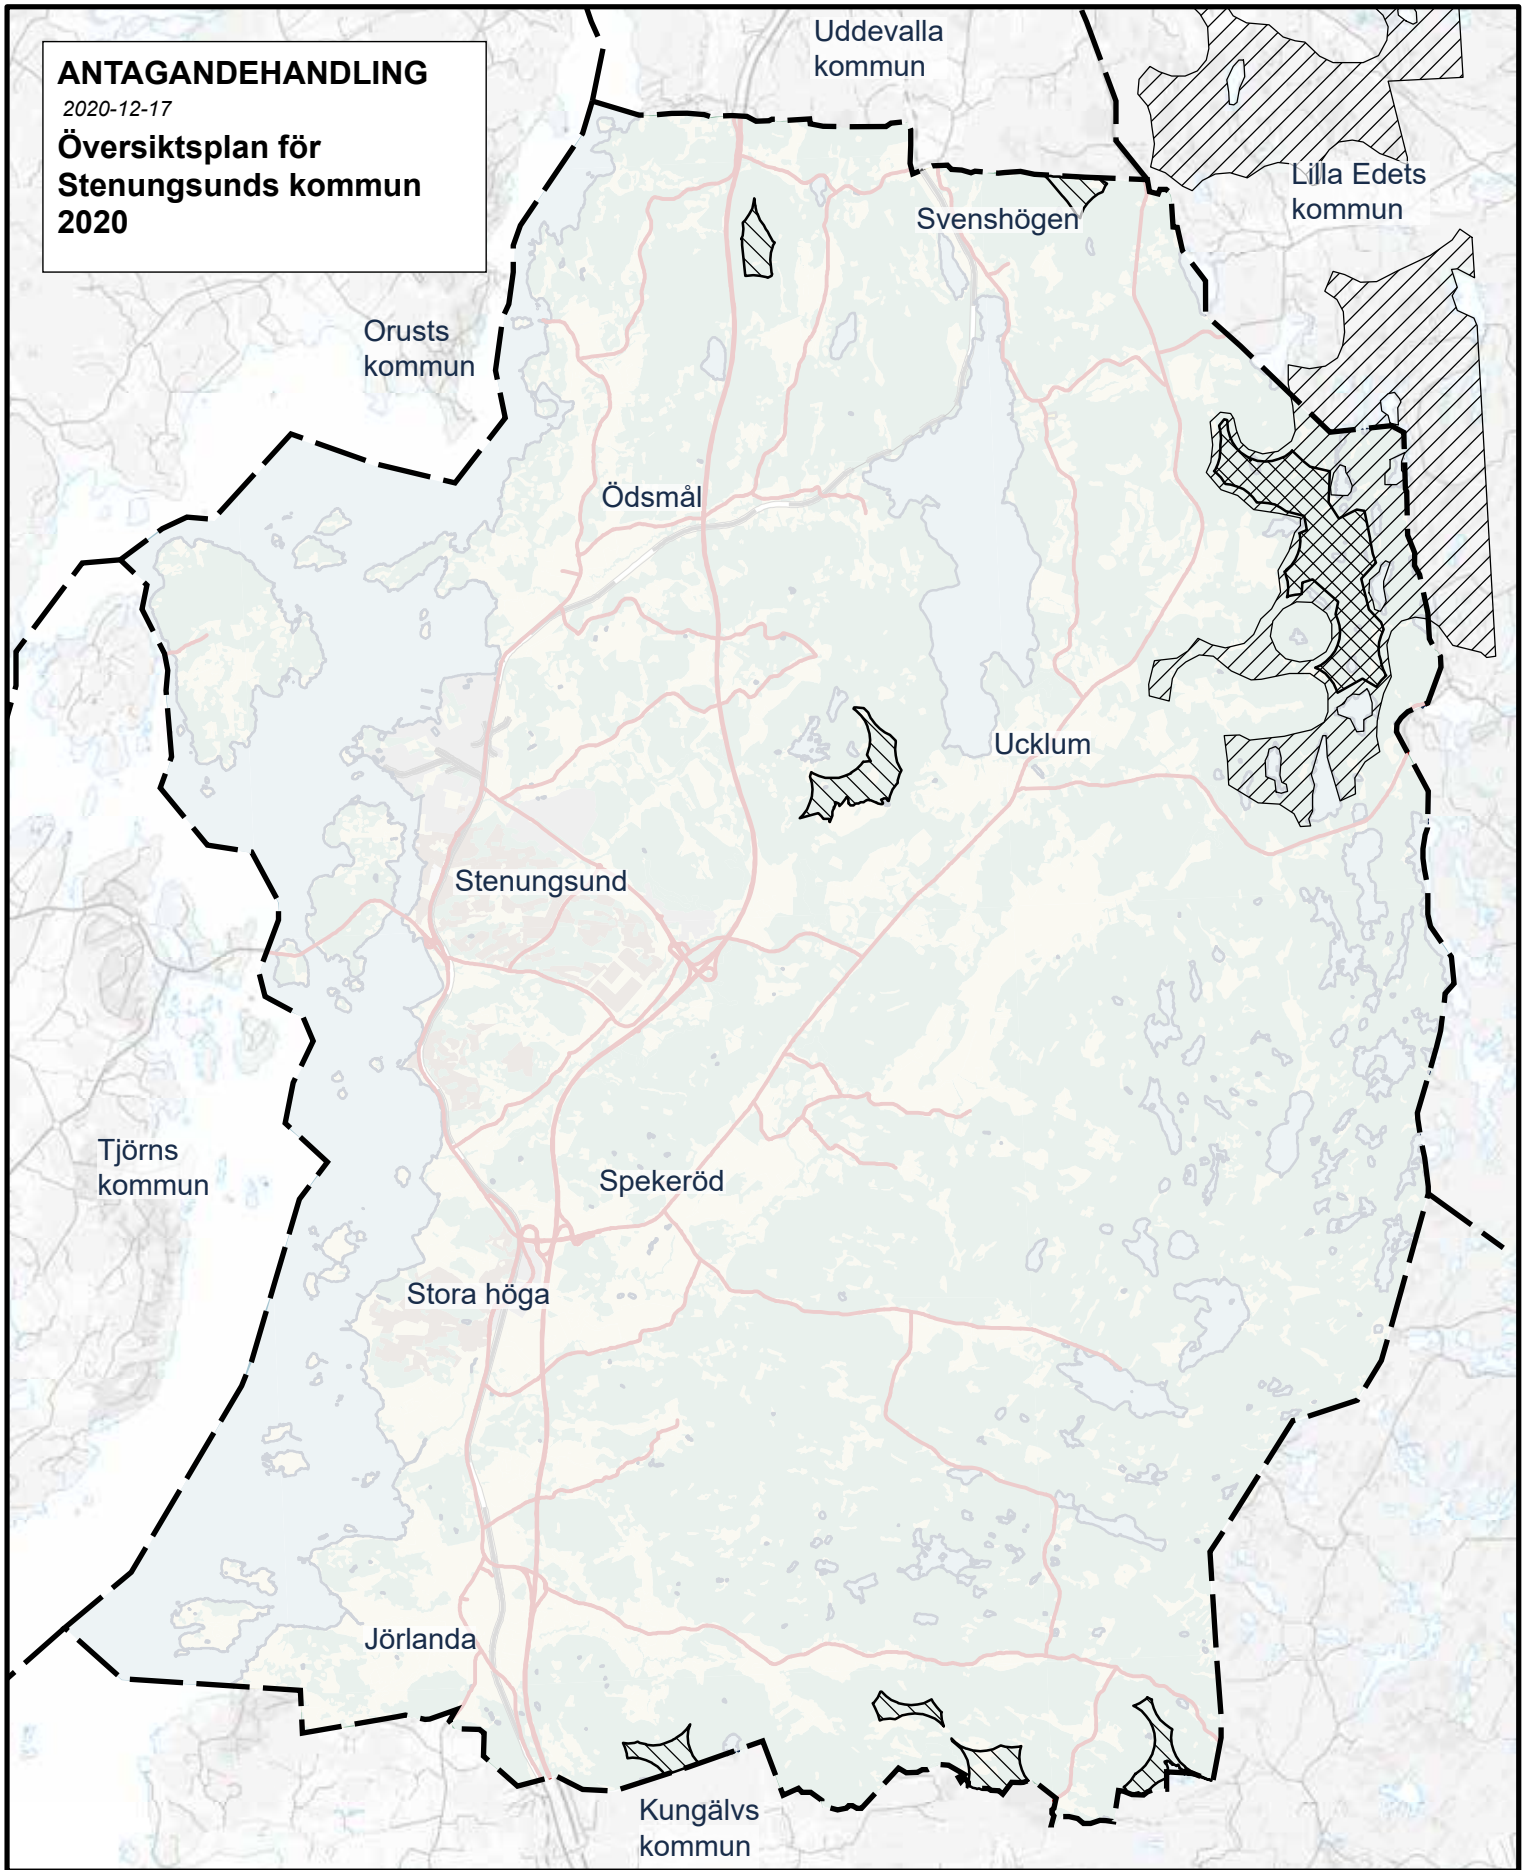 ANTAGANDEHANDLING
2020-12-17
Översiktsplan för
Stenungsunds kommun
2020
Uddevalla
kommun
Lilla Edets
kommun
Svenshögen
Orusts
kommun
Ödsmål
Ucklum
Stenungsund
Tjörns
kommun
Spekeröd
Stora höga
Jörlanda
Kungälvs
kommun